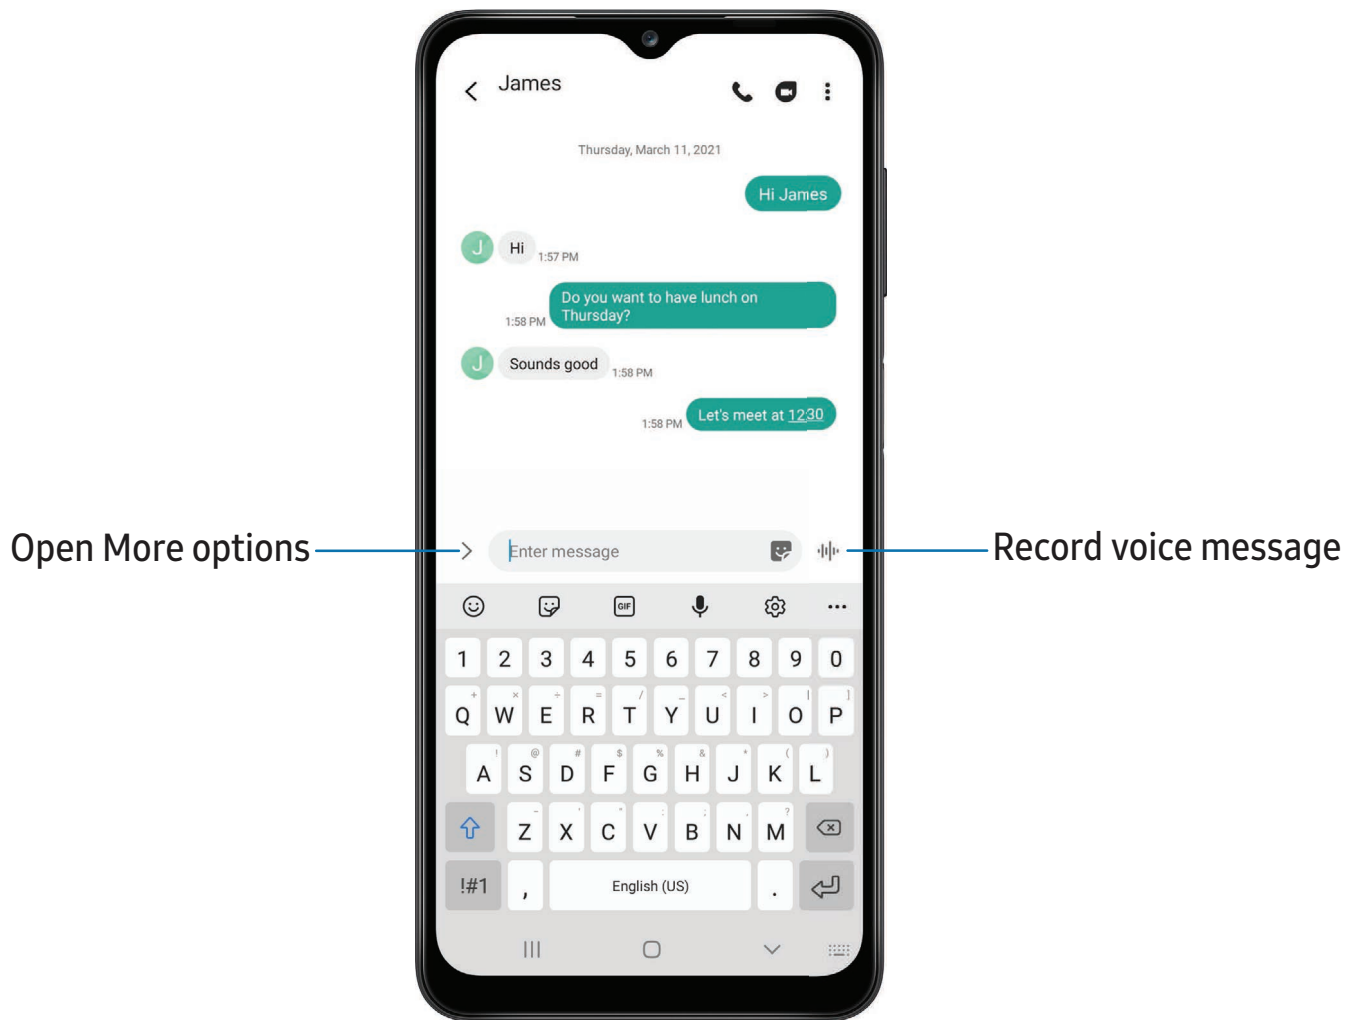 James
Thursday, March 11, 2021
Hi James
J
Hi
1:57 PM
Do you want to have lunch on
Thursday?
1:58 PM
J
Sounds good
1:58 PM
Let's meet at 1230
1:58 PM
Open More options
Enter message
Record voice message
GIF
1 2 3 4 5 6 7 8 9 0
+ × ÷ = / _ < > | ]
Q W E R T Y U I O P
! @ # $ % & * ( )
A S D F G H J K L
- ' " : ; , ?
Z X C V B N M
!#1 , English (US) .